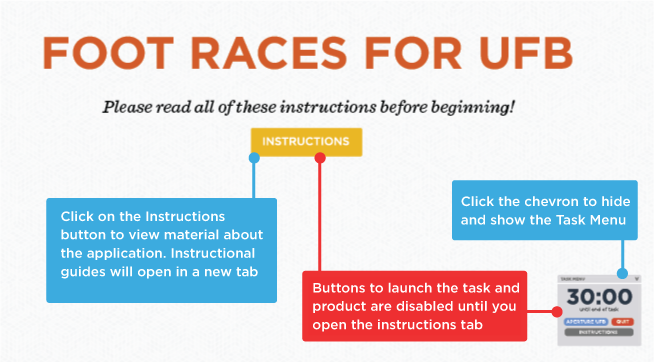 FOOT RACES FOR UFB
Please read all of these instructions before beginning!
INSTRUCTIONS
Click on the Instructions
button to view material about
the application. Instructional
guides will open in a new tab
Click the chevron to hide
and show the Task Menu
Buttons to launch the task and
product are disabled until you
open the instructions tab
TASK MENU
30:00
until end of task
APERTURE UFB
QUIT
INSTRUCTIONS